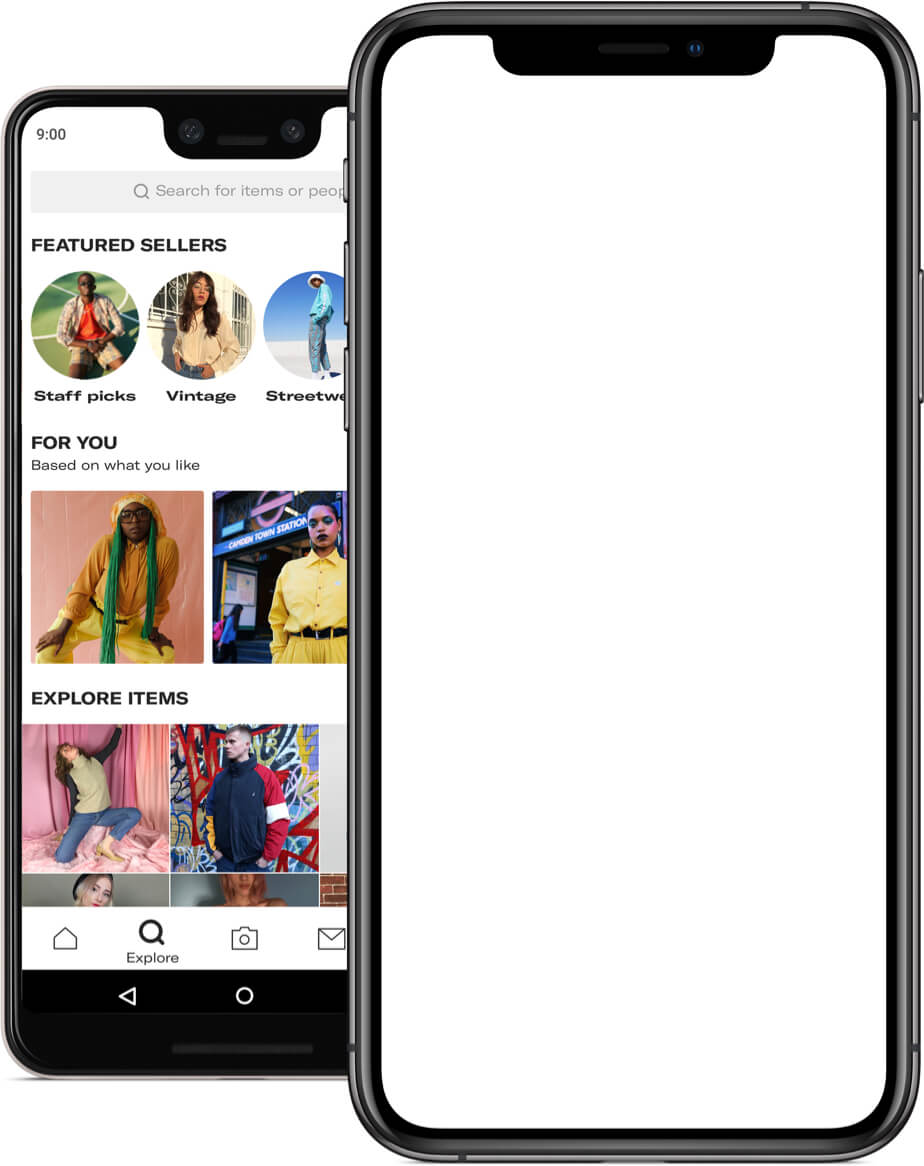 9:00
Search for items or peop
FEATURED SELLERS
Staff picks
Vintage
Streetwe
FOR YOU
Based on what you like
CAMDEN TOWN STATION
EXPLORE ITEMS
Explore